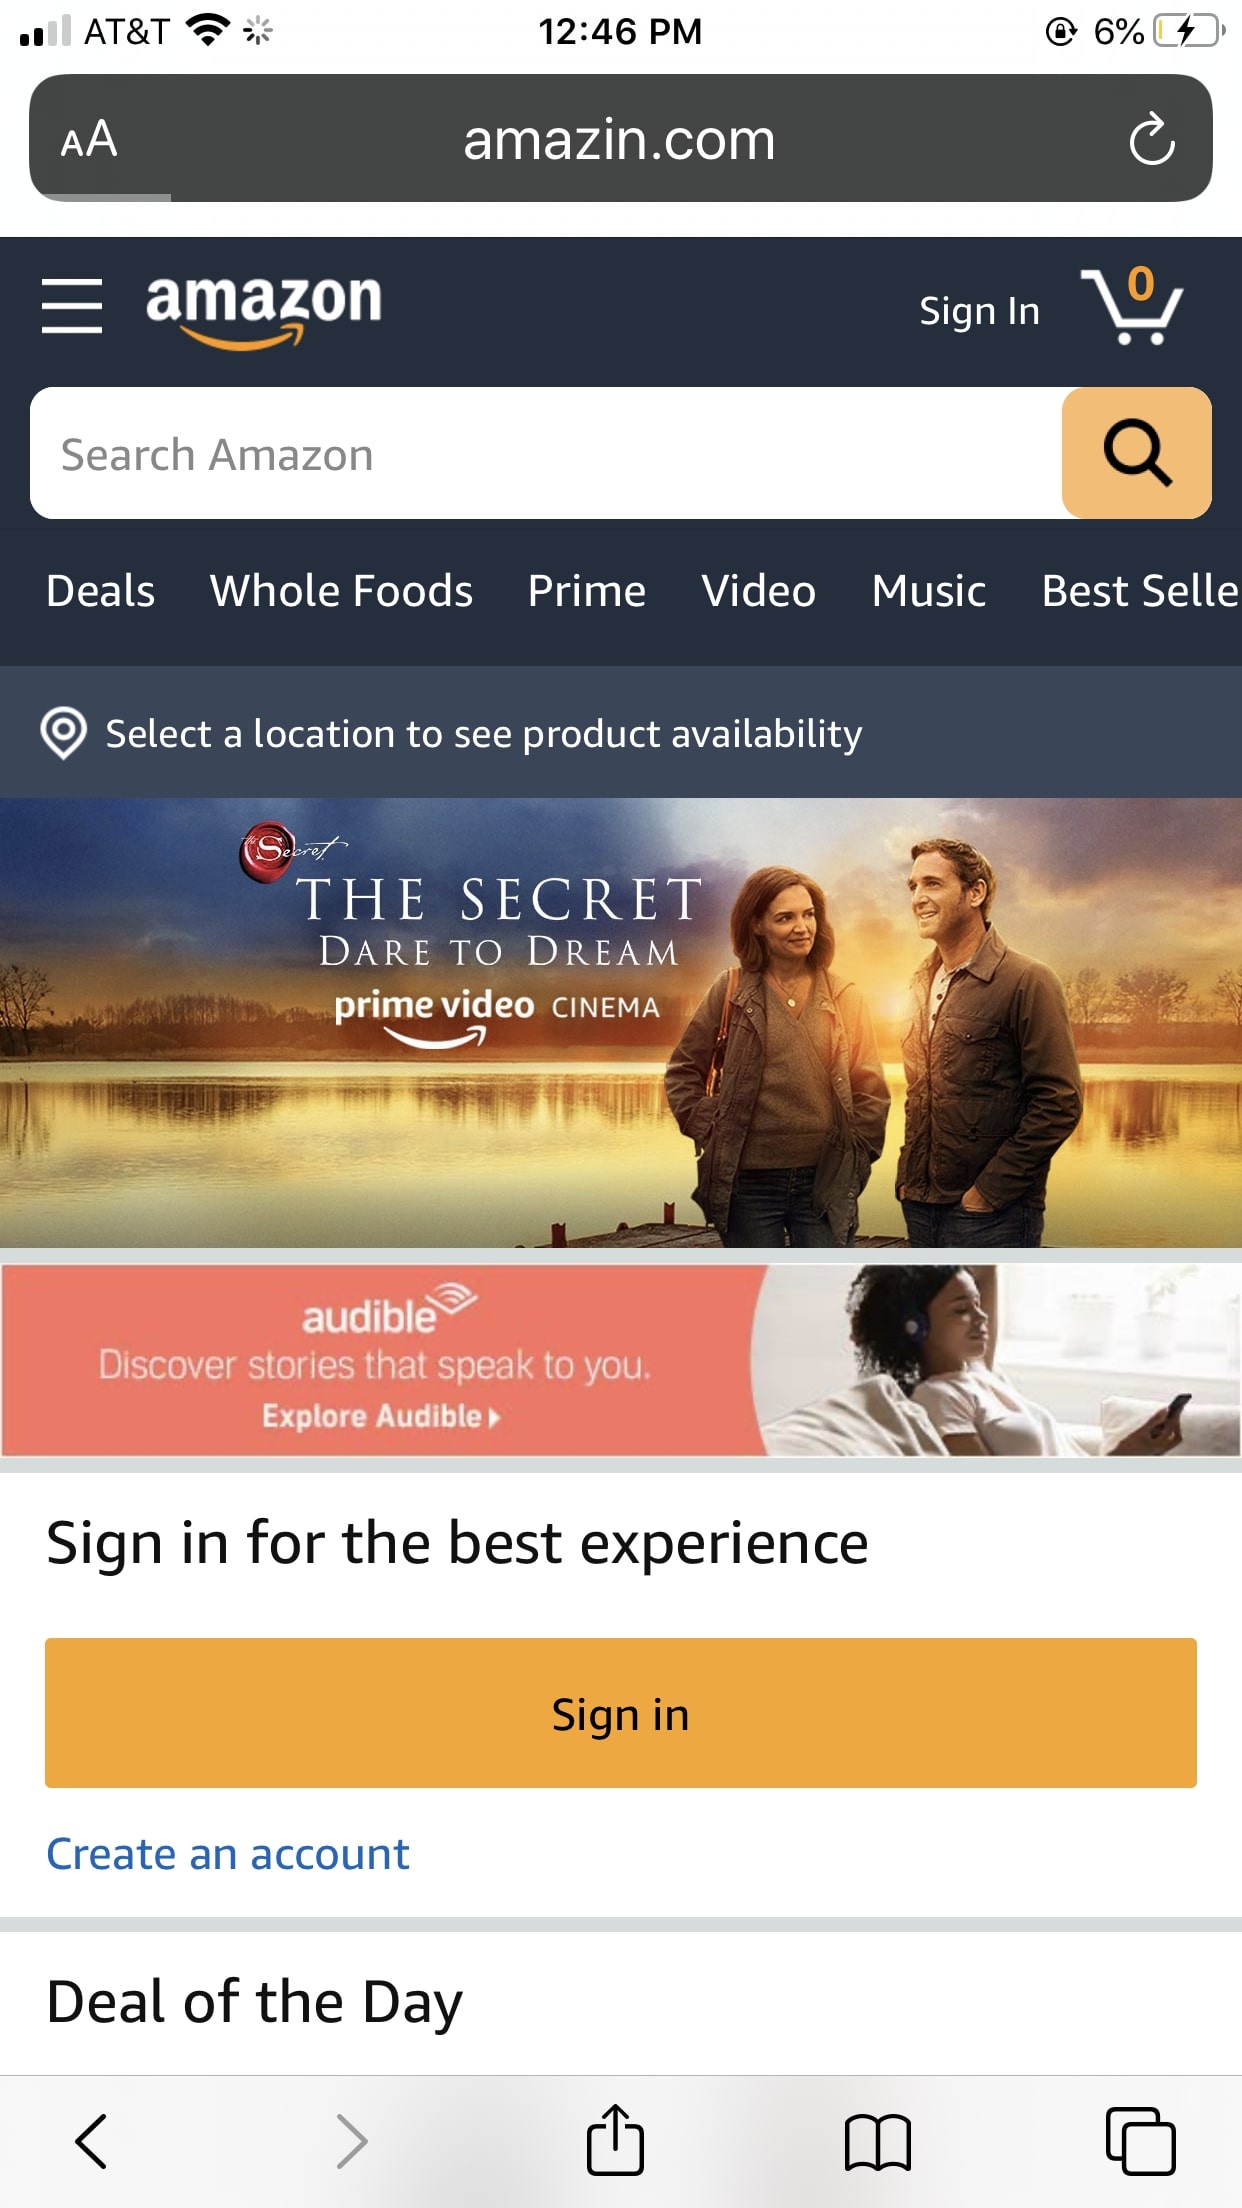 AT&T 12:46 PM 6%
AA amazin.com
amazon Sign In 0
Search Amazon
Deals Whole Foods Prime Video Music Best Selle
Select a location to see product availability
the Secret
THE SECRET
DARE TO DREAM
prime video CINEMA
audible
Discover stories that speak to you.
Explore Audible
Sign in for the best experience
Sign in
Create an account
Deal of the Day